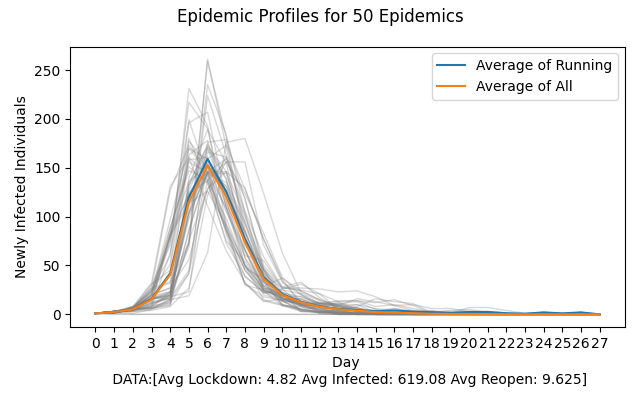 Epidemic Profiles for 50 Epidemics
Average of Running
Average of All
Newly Infected Individuals
250
200
150
100
50
0
0 1 2 3 4 5 6 7 8 9 10 11 12 13 14 15 16 17 18 19 20 21 22 23 24 25 26 27
Day
DATA:[Avg Lockdown: 4.82 Avg Infected: 619.08 Avg Reopen: 9.625]